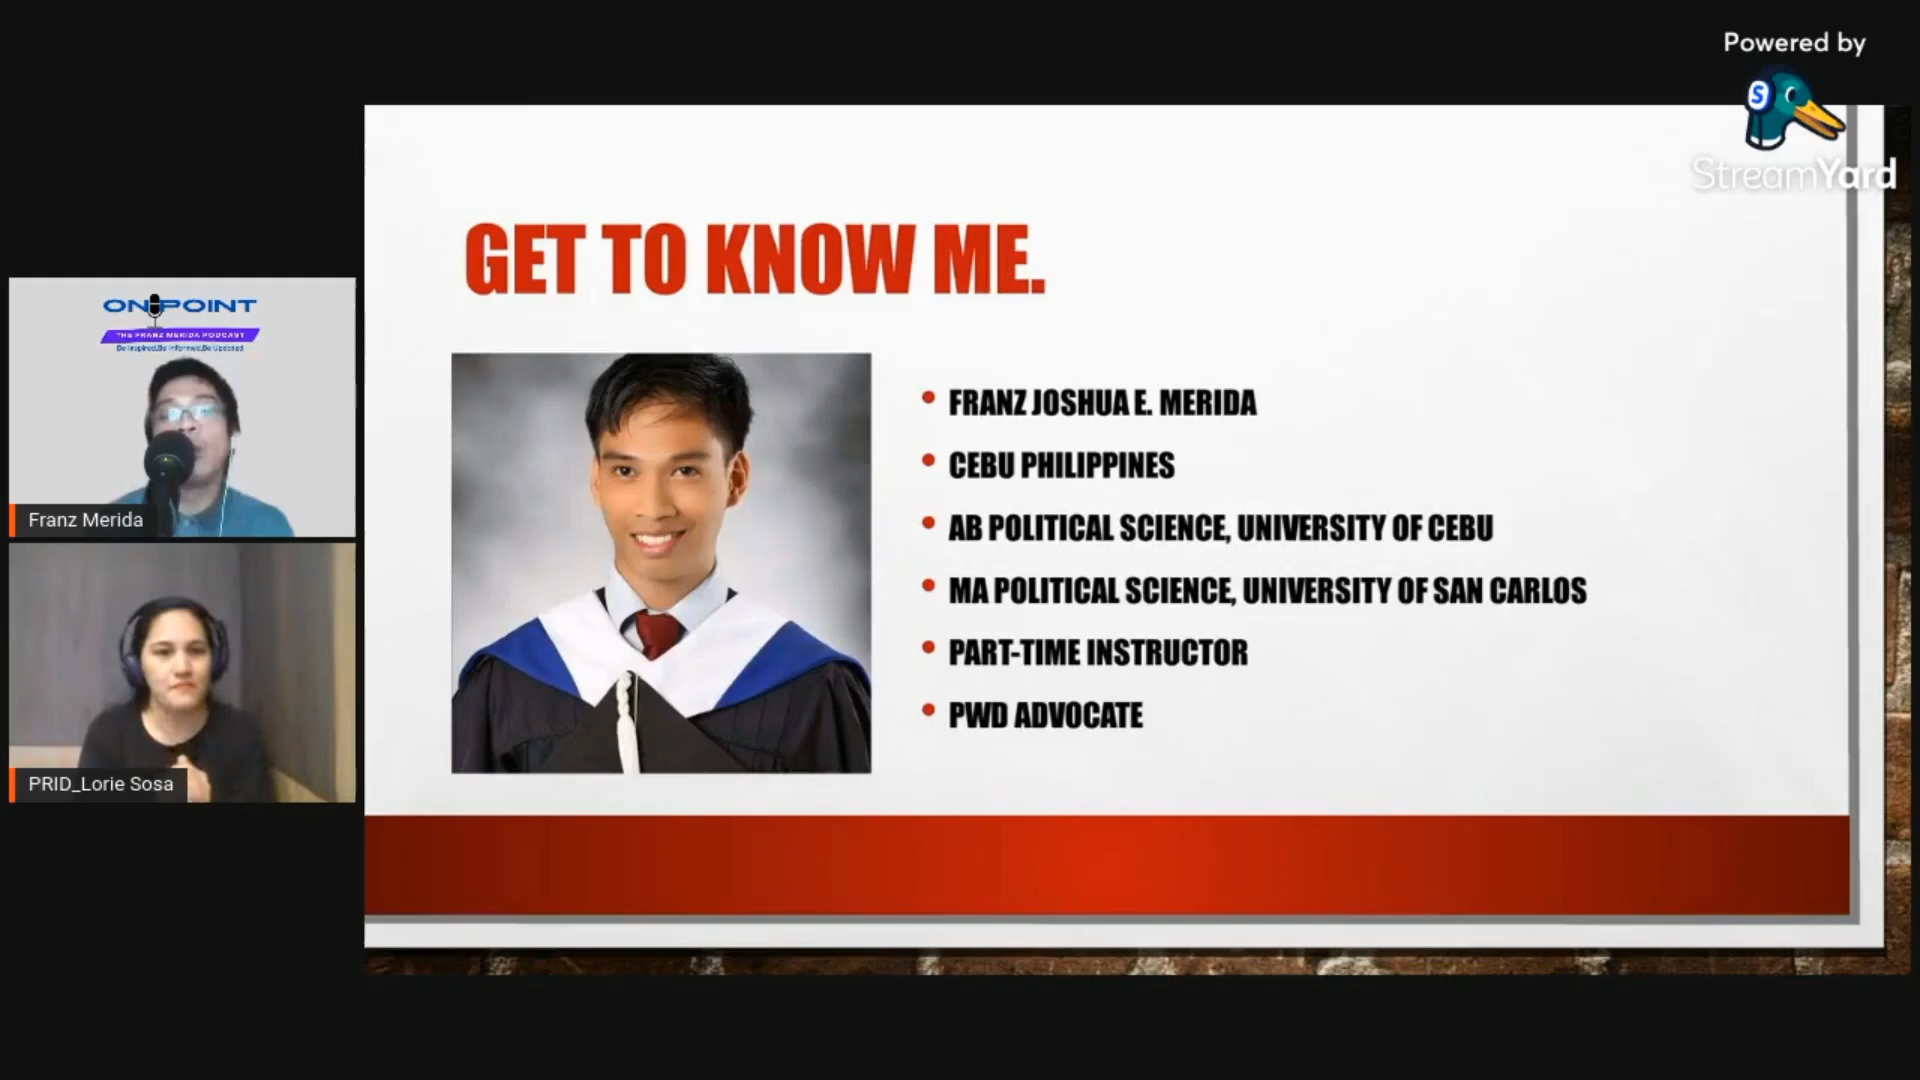 Powered by
StreamYard
GET TO KNOW ME.
FRANZ JOSHUA E. MERIDA
CEBU PHILIPPINES
AB POLITICAL SCIENCE, UNIVERSITY OF CEBU
MA POLITICAL SCIENCE, UNIVERSITY OF SAN CARLOS
PART-TIME INSTRUCTOR
PWD ADVOCATE
ON POINT
THE FRANZ MERIDA PODCAST
Be Inspired,Be Informed,Be Updated
Franz Merida
PRID_Lorie Sosa